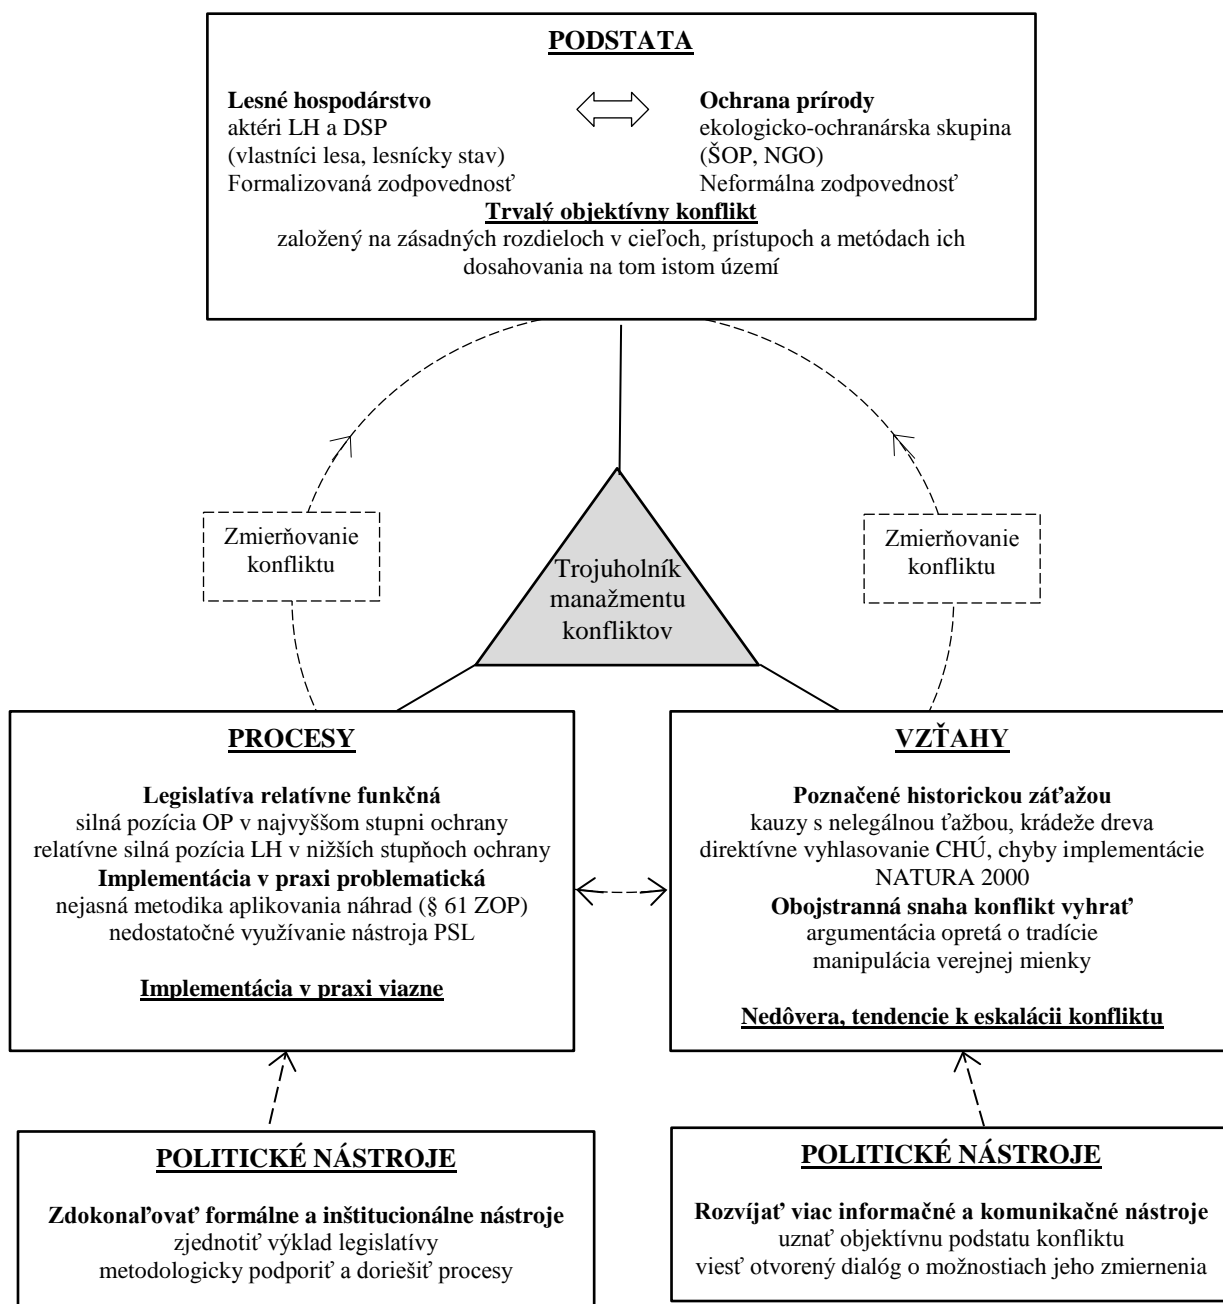 PODSTATA
Lesné hospodárstvo
aktéri LH a DSP
(vlastníci lesa, lesnícky stav)
Formalizovaná zodpovednosť
Ochrana prírody
ekologicko-ochranárska skupina
(ŠOP, NGO)
Neformálna zodpovednosť
Trvalý objektívny konflikt
založený na zásadných rozdieloch v cieľoch, prístupoch a metódach ich
dosahovania na tom istom území
Zmierňovanie
konfliktu
Trojuholník
manažmentu
konfliktov
Zmierňovanie
konfliktu
PROCESY
Legislatíva relatívne funkčná
silná pozícia OP v najvyššom stupni ochrany
relatívne silná pozícia LH v nižších stupňoch ochrany
Implementácia v praxi problematická
nejasná metodika aplikovania náhrad (§ 61 ZOP)
nedostatočné využívanie nástroja PSL
Implementácia v praxi viazne
VZŤAHY
Poznačené historickou záťažou
kauzy s nelegálnou ťažbou, krádeže dreva
direktívne vyhlasovanie CHÚ, chyby implementácie
NATURA 2000
Obojstranná snaha konflikt vyhrať
argumentácia opretá o tradície
manipulácia verejnej mienky
Nedôvera, tendencie k eskalácii konfliktu
POLITICKÉ NÁSTROJE
Zdokonaľovať formálne a inštitucionálne nástroje
zjednotiť výklad legislatívy
metodologicky podporiť a doriešiť procesy
POLITICKÉ NÁSTROJE
Rozvíjať viac informačné a komunikačné nástroje
uznať objektívnu podstatu konfliktu
viesť otvorený dialóg o možnostiach jeho zmiernenia